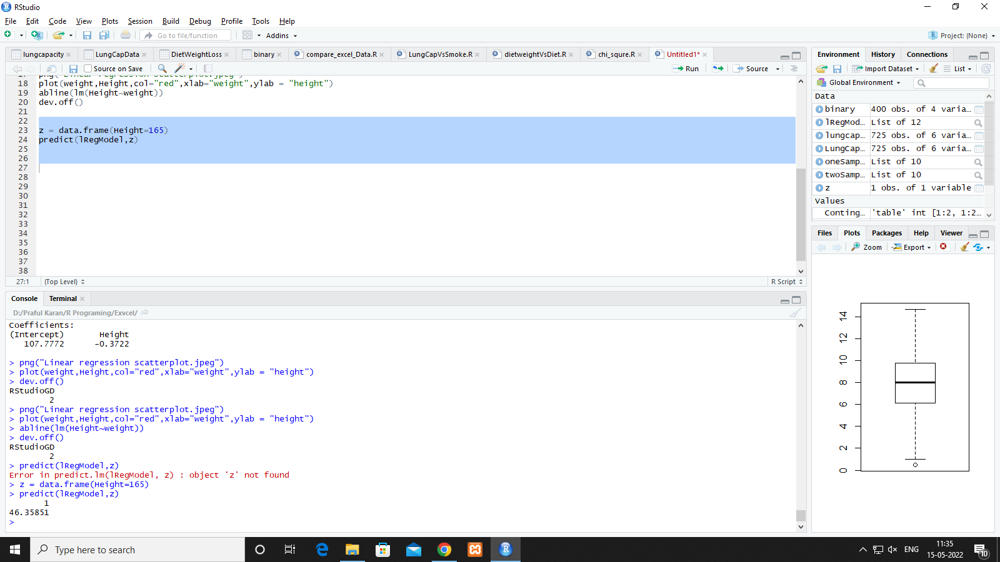 RStudio
File Edit Code View Plots Session Build Debug Profile Tools Help
Go to file/function Addins Project: (None)
lungcapacity LungCapData DietWeightLoss binary compare_excel_Data.R LungCapVsSmoke.R dietweightVsDiet.R chi_squre.R Untitled1*
Source on Save Run Source
17 png("Linear regression scatterplot.jpeg")
18 plot(weight,Height,col="red",xlab="weight",ylab = "height")
19 abline(lm(Height~weight))
20 dev.off()
21
22
23 z = data.frame(Height=165)
24 predict(lRegModel,z)
25
26
27
28
29
30
31
32
33
34
35
36
37
38
27:1 (Top Level) R Script
Console Terminal
D:/Praful Karan/R Programing/Exvcel/
Coefficients:
(Intercept) Height
107.7772 -0.3722
> png("Linear regression scatterplot.jpeg")
> plot(weight,Height,col="red",xlab="weight",ylab = "height")
> dev.off()
RStudioGD
2
> png("Linear regression scatterplot.jpeg")
> plot(weight,Height,col="red",xlab="weight",ylab = "height")
> abline(lm(Height~weight))
> dev.off()
RStudioGD
2
> predict(lRegModel,z)
Error in predict.lm(lRegModel, z) : object 'z' not found
> z = data.frame(Height=165)
> predict(lRegModel,z)
1
46.35851
>
Environment History Connections
Import Dataset List
Global Environment
Data
binary 400 obs. of 4 varia…
lRegMod… List of 12
lungcap… 725 obs. of 6 varia…
LungCap… 725 obs. of 6 varia…
oneSamp… List of 10
twoSamp… List of 10
z 1 obs. of 1 variable
Values
Conting… 'table' int [1:2, 1:2…
Files Plots Packages Help Viewer
Zoom Export
14
12
10
8
6
4
2
0
Type here to search
ENG
11:35
15-05-2022
10